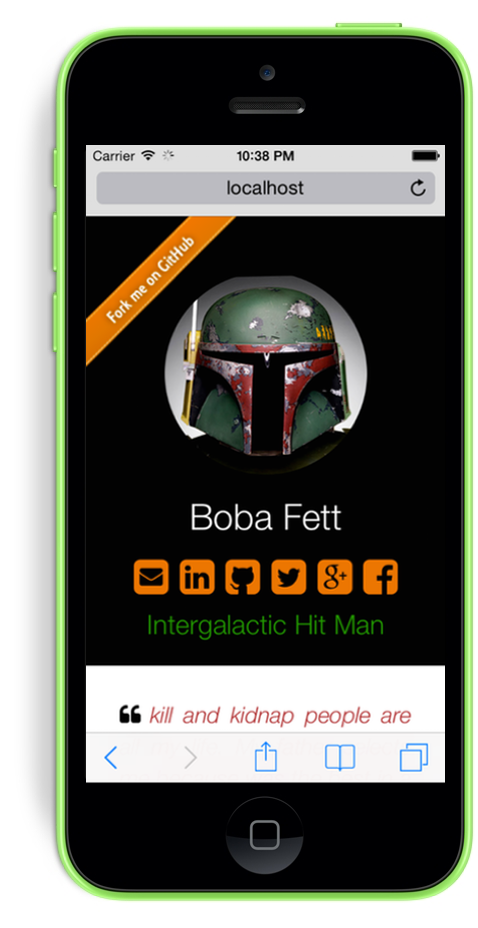 Carrier 10:38 PM
localhost
Fork me on GitHub
Boba Fett
in g+ f
Intergalactic Hit Man
“ kill and kidnap people are